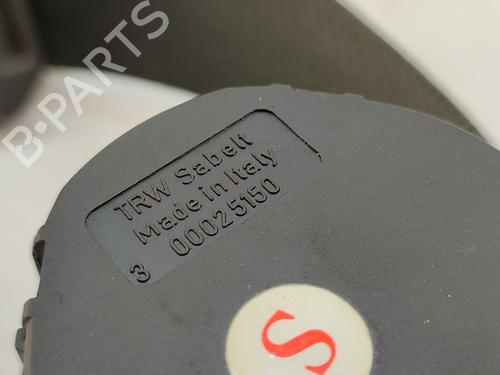 B-PARTS
TRW Sabelt
Made in Italy
3 00025150
S